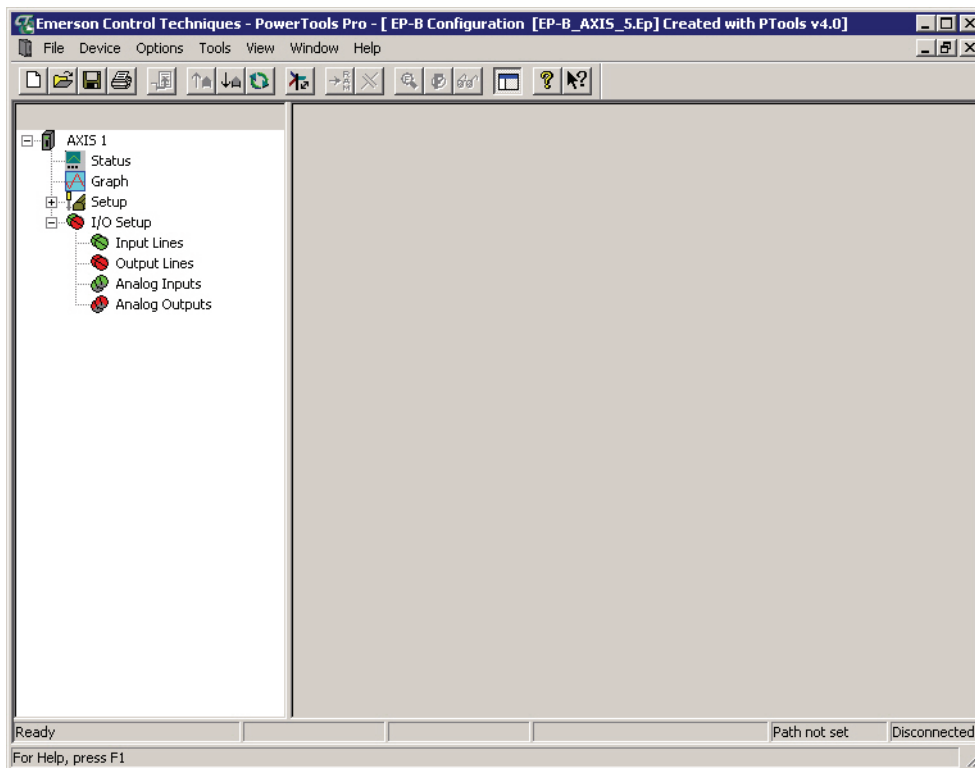 Emerson Control Techniques - PowerTools Pro - [ EP-B Configuration [EP-B_AXIS_5.Ep] Created with PTools v4.0]
File Device Options Tools View Window Help
AXIS 1
Status
Graph
Setup
I/O Setup
Input Lines
Output Lines
Analog Inputs
Analog Outputs
Ready Path not set Disconnected
For Help, press F1